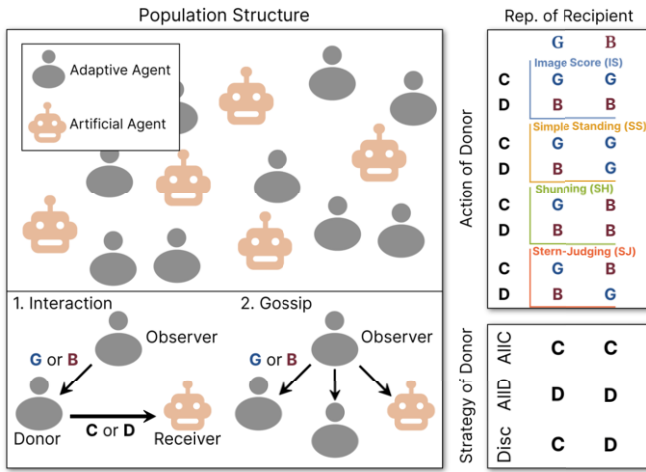 Population Structure
Adaptive Agent
Artificial Agent
1. Interaction
Observer
G or B
Donor
C or D
Receiver
2. Gossip
Observer
G or B
Rep. of Recipient
Action of Donor
G B
Image Score (IS)
C G G
D B B
Simple Standing (SS)
C G G
D B G
Shunning (SH)
C G B
D B B
Stern-Judging (SJ)
C G B
D B G
Strategy of Donor
AllC C C
AllD D D
Disc C D